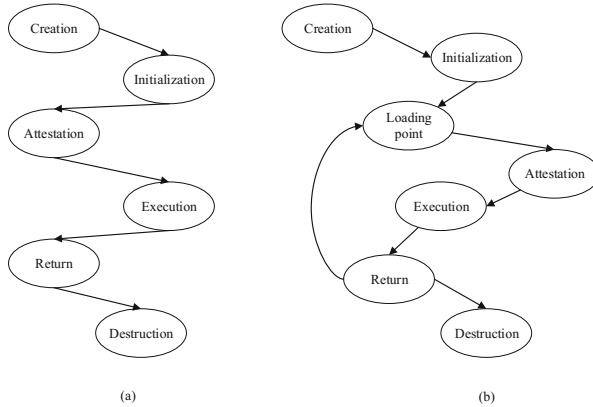 Creation
Initialization
Attestation
Execution
Return
Destruction
(a)
Creation
Initialization
Loading
point
Attestation
Execution
Return
Destruction
(b)